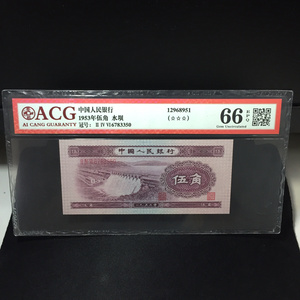 ACG
AI CANG GUARANTY
中国人民银行
1953年伍角 水坝
冠号: II IV VI 6783350
12968951
(☆☆☆)
66
EPQ
Gem Uncirculated
中國人民銀行
伍角